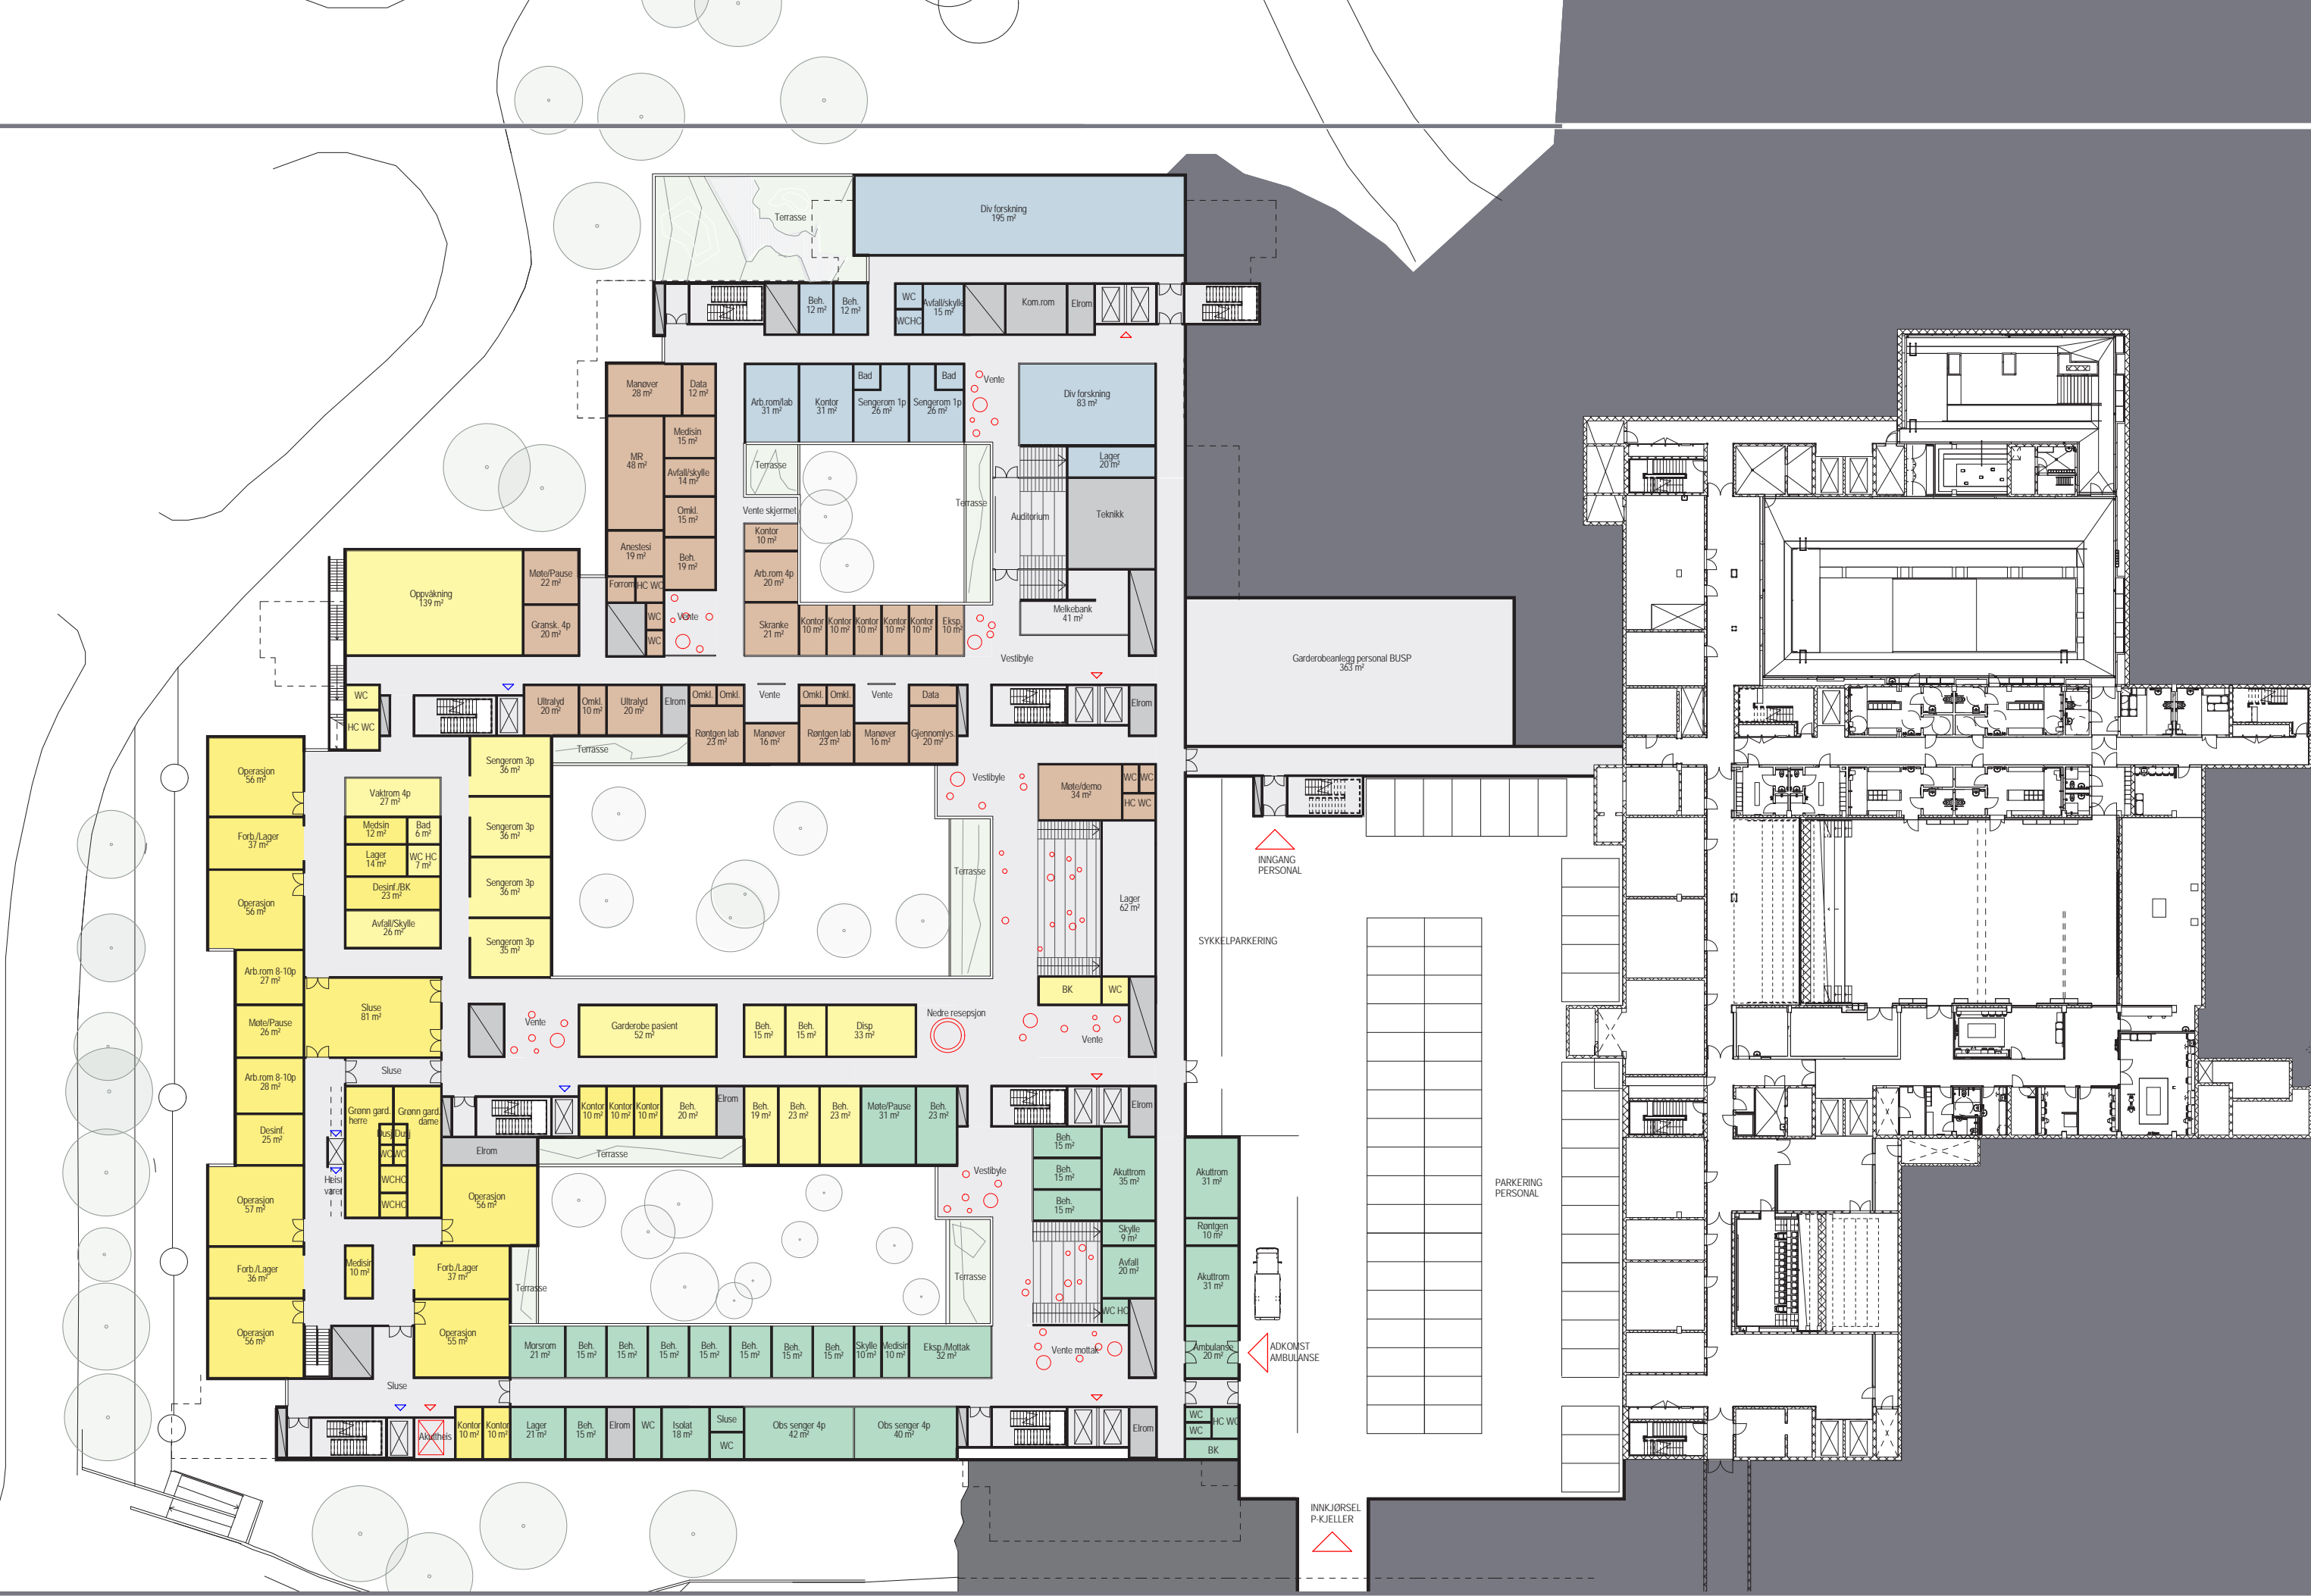 Div forskning
195 m²
Terrasse
Beh.
12 m²
Beh.
12 m²
WC
WCHC
Avfall/skylle
15 m²
Kom.rom
Elrom
Manøver
28 m²
Data
12 m²
Arb.rom/lab
31 m²
Kontor
31 m²
Bad
Sengerom 1p
26 m²
Bad
Sengerom 1p
26 m²
Vente
Div forskning
83 m²
Medisin
15 m²
MR
48 m²
Avfall/skylle
14 m²
Terrasse
Lager
20 m²
Omkl.
15 m²
Vente skjermet
Terrasse
Auditorium
Teknikk
Kontor
10 m²
Anestesi
19 m²
Beh.
19 m²
Arb.rom 4p
20 m²
Forrom
HC WC
Oppvåkning
139 m²
Møte/Pause
22 m²
Gransk. 4p
20 m²
WC
WC
Vente
Skranke
21 m²
Kontor
10 m²
Kontor
10 m²
Kontor
10 m²
Kontor
10 m²
Kontor
10 m²
Eksp.
10 m²
Melkebank
41 m²
Vestibyle
Garderobeanlegg personal BUSP
363 m²
WC
HC WC
Ultralyd
20 m²
Omkl.
10 m²
Ultralyd
20 m²
Elrom
Omkl.
Omkl.
Røntgen lab
23 m²
Vente
Manøver
16 m²
Omkl.
Omkl.
Røntgen lab
23 m²
Vente
Manøver
16 m²
Data
Gjennomlys.
20 m²
Elrom
Operasjon
56 m²
Sengerom 3p
36 m²
Terrasse
Vestibyle
Møte/demo
34 m²
WC
WC
HC WC
Vaktrom 4p
27 m²
Forb./Lager
37 m²
Medsin
12 m²
Bad
6 m²
Sengerom 3p
36 m²
Lager
14 m²
WC HC
7 m²
Terrasse
INNGANG
PERSONAL
Operasjon
56 m²
Desinf./BK
23 m²
Sengerom 3p
36 m²
Lager
62 m²
Avfall/Skylle
26 m²
Sengerom 3p
35 m²
SYKKELPARKERING
Arb.rom 8-10p
27 m²
BK
WC
Sluse
81 m²
Møte/Pause
26 m²
Vente
Garderobe pasient
52 m²
Beh.
15 m²
Beh.
15 m²
Disp
33 m²
Nedre resepsjon
Vente
Arb.rom 8-10p
28 m²
Sluse
Grønn gard.
herre
Grønn gard.
dame
Kontor
10 m²
Kontor
10 m²
Kontor
10 m²
Beh.
20 m²
Elrom
Beh.
19 m²
Beh.
23 m²
Beh.
23 m²
Møte/Pause
31 m²
Beh.
23 m²
Elrom
Desinf.
25 m²
Dusj
Dusj
WC
WC
WCHC
WCHC
Elrom
Terrasse
Beh.
15 m²
Beh.
15 m²
Beh.
15 m²
Akuttrom
35 m²
Akuttrom
31 m²
Vestibyle
PARKERING
PERSONAL
Heis
varer
Operasjon
57 m²
Operasjon
56 m²
Skylle
9 m²
Røntgen
10 m²
Forb./Lager
36 m²
Medisin
10 m²
Forb./Lager
37 m²
Terrasse
Terrasse
Avfall
20 m²
Akuttrom
31 m²
WC HC
Operasjon
56 m²
Operasjon
55 m²
Morsrom
21 m²
Beh.
15 m²
Beh.
15 m²
Beh.
15 m²
Beh.
15 m²
Beh.
15 m²
Beh.
15 m²
Beh.
15 m²
Skylle
10 m²
Medisin
10 m²
Eksp./Mottak
32 m²
Vente mottak
Ambulanse
20 m²
ADKOMST
AMBULANSE
Sluse
Akuttheis
Kontor
10 m²
Kontor
10 m²
Lager
21 m²
Beh.
15 m²
Elrom
WC
Isolat
18 m²
Sluse
WC
Obs senger 4p
42 m²
Obs senger 4p
40 m²
Elrom
WC
WC
HC WC
BK
INNKJØRSEL
P-KJELLER